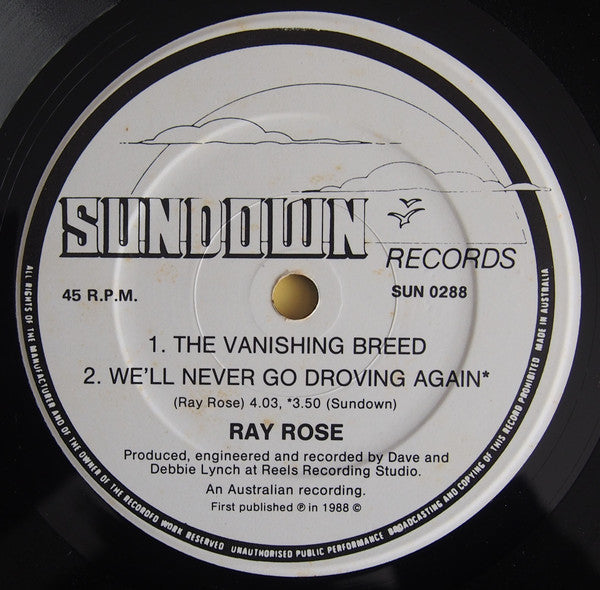 SUNDOWN
RECORDS
45 R.P.M.
SUN 0288
1. THE VANISHING BREED
2. WE'LL NEVER GO DROVING AGAIN*
(Ray Rose) 4.03, *3.50 (Sundown)
RAY ROSE
Produced, engineered and recorded by Dave and
Debbie Lynch at Reels Recording Studio.
An Australian recording.
First published ℗ in 1988 ©
ALL RIGHTS OF THE MANUFACTURER AND OF THE OWNER OF THE RECORDED WORK RESERVED UNAUTHORISED PUBLIC PERFORMANCE BROADCASTING AND COPYING OF THIS RECORD PROHIBITED MADE IN AUSTRALIA